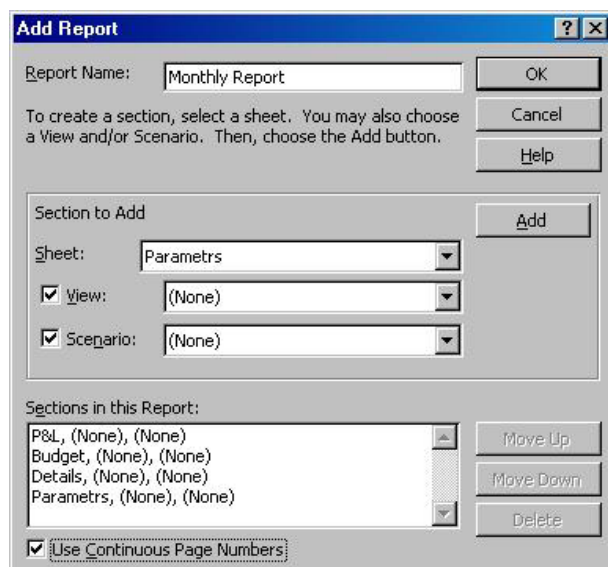 Add Report
Report Name: Monthly Report
OK
To create a section, select a sheet. You may also choose
a View and/or Scenario. Then, choose the Add button.
Cancel
Help
Section to Add
Add
Sheet: Parametrs
View: (None)
Scenario: (None)
Sections in this Report:
P&L, (None), (None)
Budget, (None), (None)
Details, (None), (None)
Parametrs, (None), (None)
Move Up
Move Down
Delete
Use Continuous Page Numbers